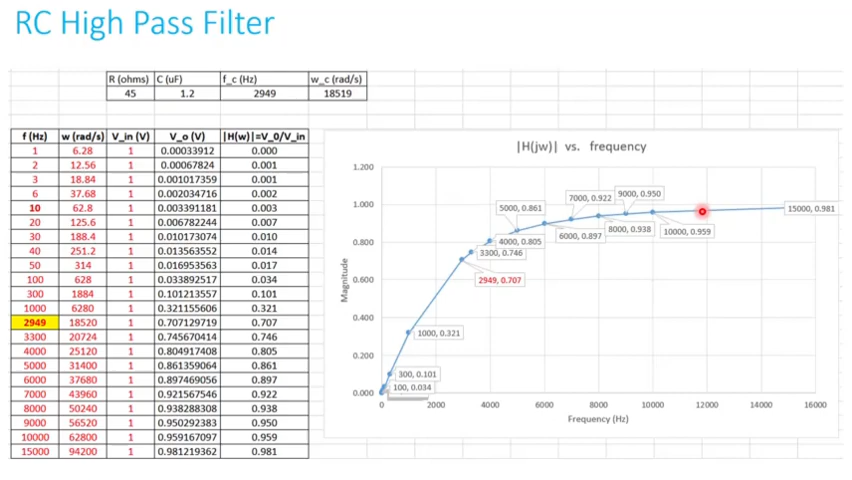 RC High Pass Filter
R (ohms) C (uF) f_c (Hz) w_c (rad/s)
45 1.2 2949 18519
f (Hz) w (rad/s) V_in (V) V_o (V) |H(w)|=V_0/V_in
1 6.28 1 0.00033912 0.000
2 12.56 1 0.00067824 0.001
3 18.84 1 0.001017359 0.001
6 37.68 1 0.002034716 0.002
10 62.8 1 0.003391181 0.003
20 125.6 1 0.006782244 0.007
30 188.4 1 0.010173074 0.010
40 251.2 1 0.013563552 0.014
50 314 1 0.016953563 0.017
100 628 1 0.033892517 0.034
300 1884 1 0.101213557 0.101
1000 6280 1 0.321155606 0.321
2949 18520 1 0.707129719 0.707
3300 20724 1 0.745670414 0.746
4000 25120 1 0.804917408 0.805
5000 31400 1 0.861359064 0.861
6000 37680 1 0.897469056 0.897
7000 43960 1 0.921567546 0.922
8000 50240 1 0.938288308 0.938
9000 56520 1 0.950292383 0.950
10000 62800 1 0.959167097 0.959
15000 94200 1 0.981219362 0.981
|H(jw)| vs. frequency
Magnitude
1.200
1.000
0.800
0.600
0.400
0.200
0.000
7000, 0.922
9000, 0.950
5000, 0.861
15000, 0.981
8000, 0.938
10000, 0.959
6000, 0.897
4000, 0.805
3300, 0.746
2949, 0.707
1000, 0.321
300, 0.101
100, 0.034
0 2000 4000 6000 8000 10000 12000 14000 16000
Frequency (Hz)